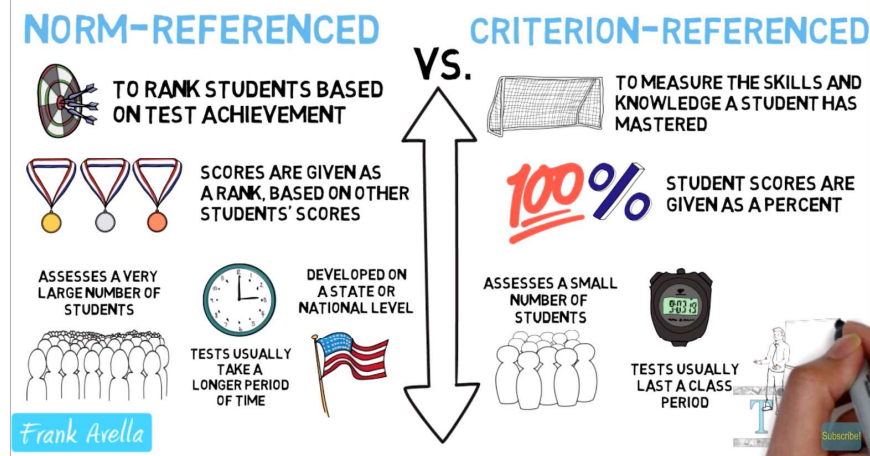 NORM-REFERENCED
VS.
CRITERION-REFERENCED
TO RANK STUDENTS BASED
ON TEST ACHIEVEMENT
SCORES ARE GIVEN AS
A RANK, BASED ON OTHER
STUDENTS' SCORES
ASSESSES A VERY
LARGE NUMBER OF
STUDENTS
TESTS USUALLY
TAKE A
LONGER PERIOD
OF TIME
DEVELOPED ON
A STATE OR
NATIONAL LEVEL
Frank Avella
TO MEASURE THE SKILLS AND
KNOWLEDGE A STUDENT HAS
MASTERED
100%
STUDENT SCORES ARE
GIVEN AS A PERCENT
ASSESSES A SMALL
NUMBER OF
STUDENTS
TESTS USUALLY
LAST A CLASS
PERIOD
T
Subscribe!